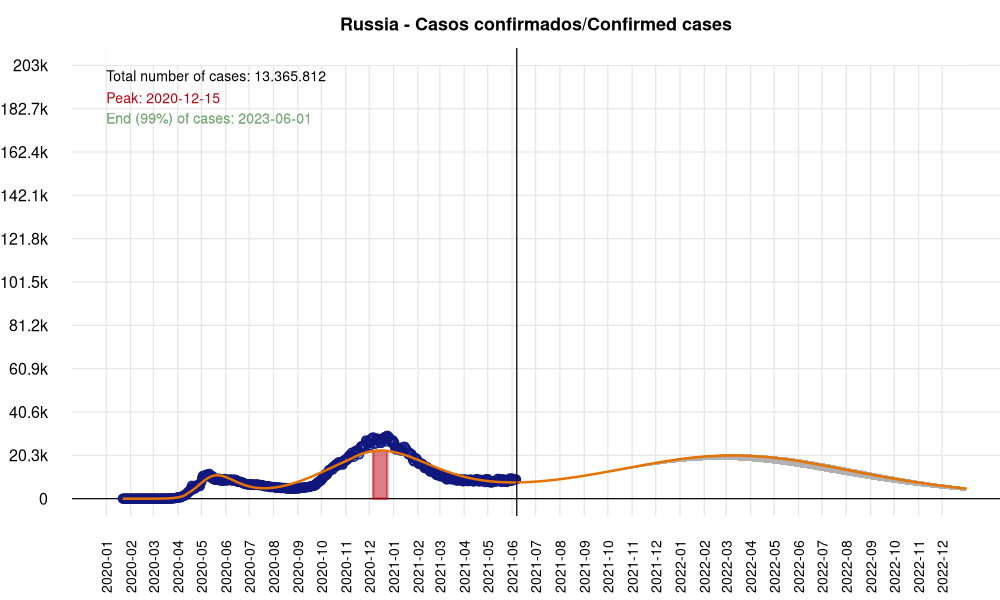 Russia - Casos confirmados/Confirmed cases
Total number of cases: 13.365.812
Peak: 2020-12-15
End (99%) of cases: 2023-06-01
203k
182.7k
162.4k
142.1k
121.8k
101.5k
81.2k
60.9k
40.6k
20.3k
0
2020-01
2020-02
2020-03
2020-04
2020-05
2020-06
2020-07
2020-08
2020-09
2020-10
2020-11
2020-12
2021-01
2021-02
2021-03
2021-04
2021-05
2021-06
2021-07
2021-08
2021-09
2021-10
2021-11
2021-12
2022-01
2022-02
2022-03
2022-04
2022-05
2022-06
2022-07
2022-08
2022-09
2022-10
2022-11
2022-12